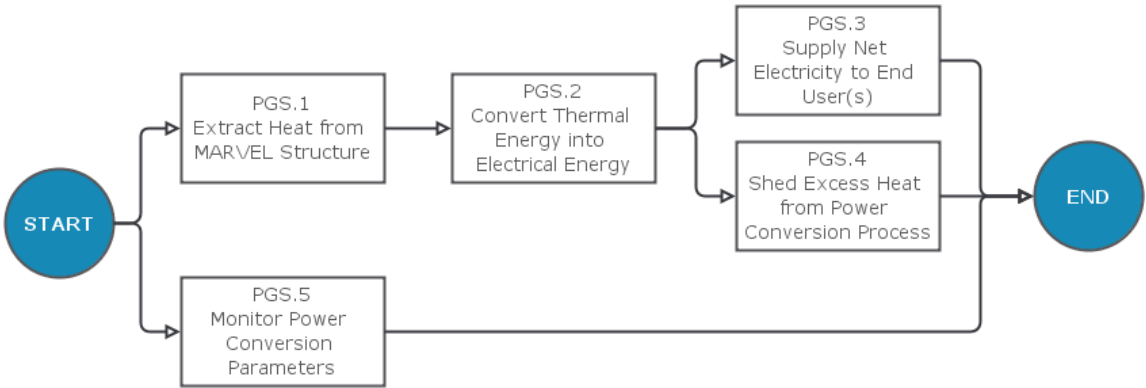 START
PGS.1
Extract Heat from
MARVEL Structure
PGS.2
Convert Thermal
Energy into
Electrical Energy
PGS.3
Supply Net
Electricity to End
User(s)
PGS.4
Shed Excess Heat
from Power
Conversion Process
PGS.5
Monitor Power
Conversion
Parameters
END